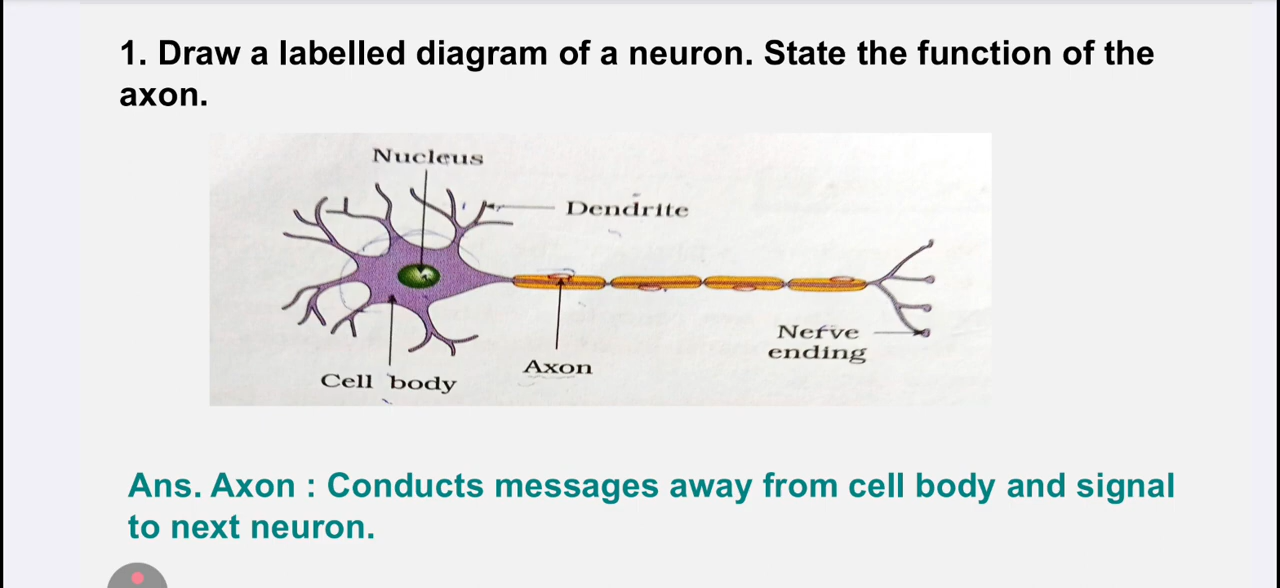 1. Draw a labelled diagram of a neuron. State the function of the
axon.
Nucleus
Dendrite
Nerve
ending
Axon
Cell body
Ans. Axon : Conducts messages away from cell body and signal
to next neuron.